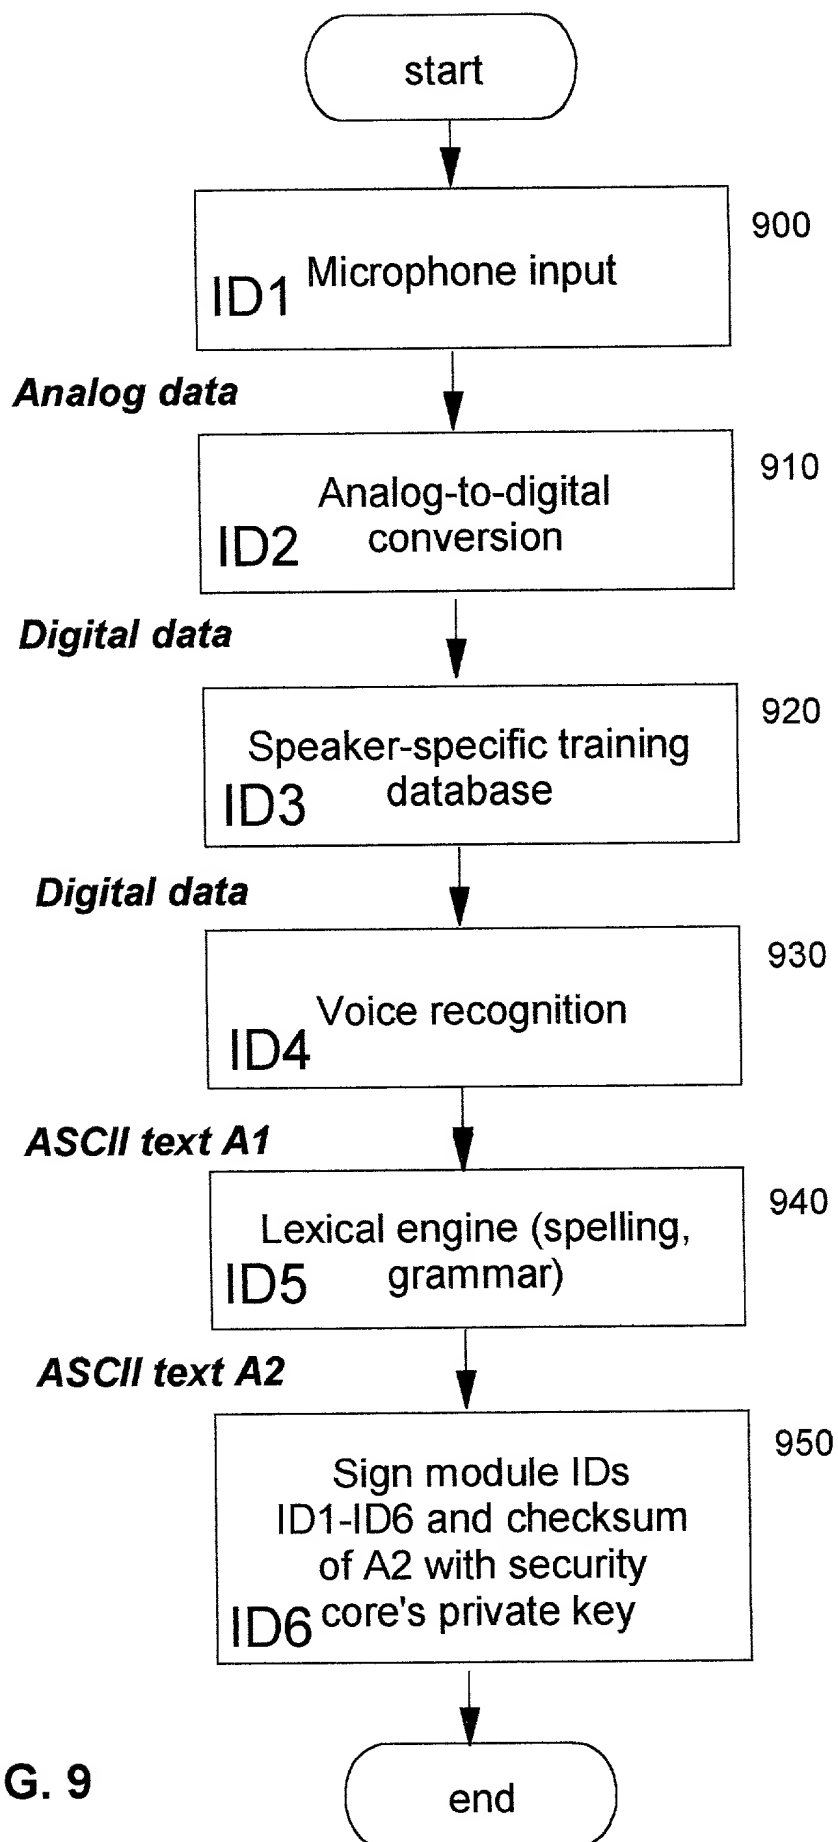 start
900
Microphone input
ID1
Analog data
910
Analog-to-digital
conversion
ID2
Digital data
920
Speaker-specific training
database
ID3
Digital data
930
Voice recognition
ID4
ASCII text A1
940
Lexical engine (spelling,
grammar)
ID5
ASCII text A2
950
Sign module IDs
ID1-ID6 and checksum
of A2 with security
core's private key
ID6
G. 9
end